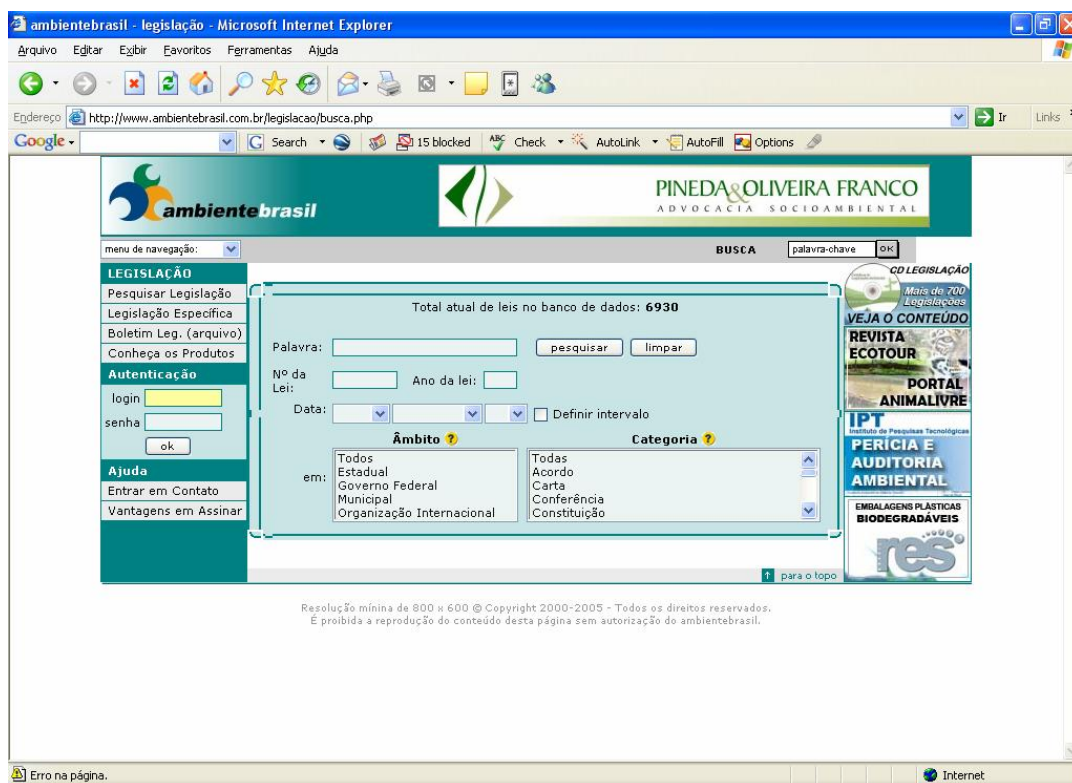 ambientebrasil - legislação - Microsoft Internet Explorer
Arquivo Editar Exibir Favoritos Ferramentas Ajuda
Endereço http://www.ambientebrasil.com.br/legislacao/busca.php Ir Links
Google Search 15 blocked ABC Check AutoLink AutoFill Options
ambientebrasil
PINEDA&OLIVEIRA FRANCO
ADVOCACIA SOCIOAMBIENTAL
menu de navegação: BUSCA palavra-chave OK
LEGISLAÇÃO
Pesquisar Legislação
Legislação Específica
Boletim Leg. (arquivo)
Conheça os Produtos
Autenticação
login
senha
ok
Ajuda
Entrar em Contato
Vantagens em Assinar
Total atual de leis no banco de dados: 6930
Palavra: pesquisar limpar
Nº da Lei: Ano da lei:
Data: Definir intervalo
Âmbito ? Categoria ?
em:
Todos
Estadual
Governo Federal
Municipal
Organização Internacional
Todas
Acordo
Carta
Conferência
Constituição
para o topo
CD LEGISLAÇÃO
Mais de 700
Legislações
VEJA O CONTEÚDO
REVISTA
ECOTOUR
PORTAL
ANIMALIVRE
IPT
Instituto de Pesquisas Tecnológicas
PERÍCIA E
AUDITORIA
AMBIENTAL
EMBALAGENS PLÁSTICAS
BIODEGRADÁVEIS
res
Resolução mínima de 800 x 600 © Copyright 2000-2005 - Todos os direitos reservados.
É proibida a reprodução do conteúdo desta página sem autorização do ambientebrasil.
Erro na página. Internet